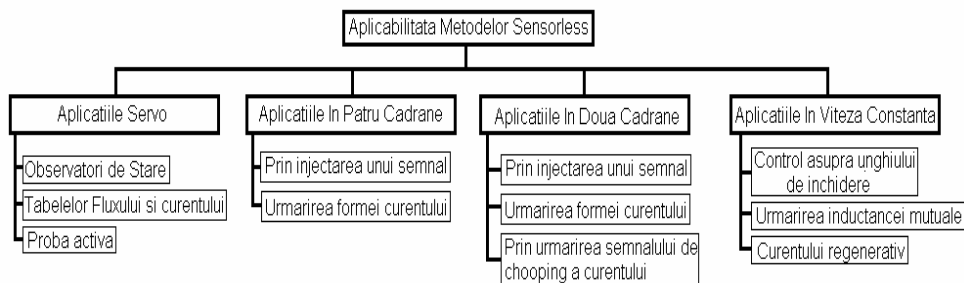 Aplicabilitata Metodelor Sensorless
Aplicatiile Servo
Observatori de Stare
Tabelelor Fluxului si curentului
Proba activa
Aplicatiile In Patru Cadrane
Prin injectarea unui semnal
Urmarirea formei curentului
Aplicatiile In Doua Cadrane
Prin injectarea unui semnal
Urmarirea formei curentului
Prin urmarirea semnalului de
chooping a curentului
Aplicatiile In Viteza Constanta
Control asupra unghiului
de inchidere
Urmarirea inductancei mutuale
Curentului regenerativ